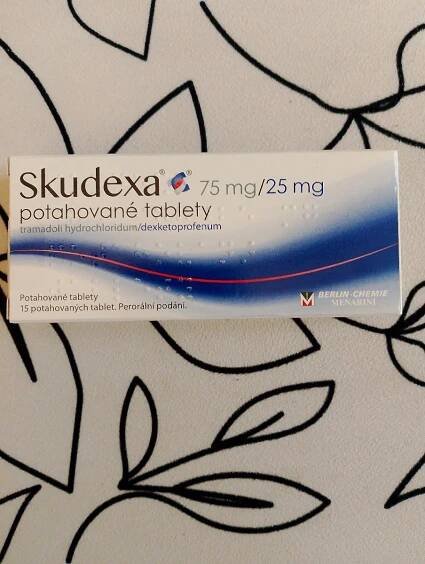 Skudexa® ® 75 mg/25 mg
potahované tablety
tramadoli hydrochloridum/dexketoprofenum
Potahované tablety
15 potahovaných tablet. Perorální podání.
BERLIN-CHEMIE
MENARINI